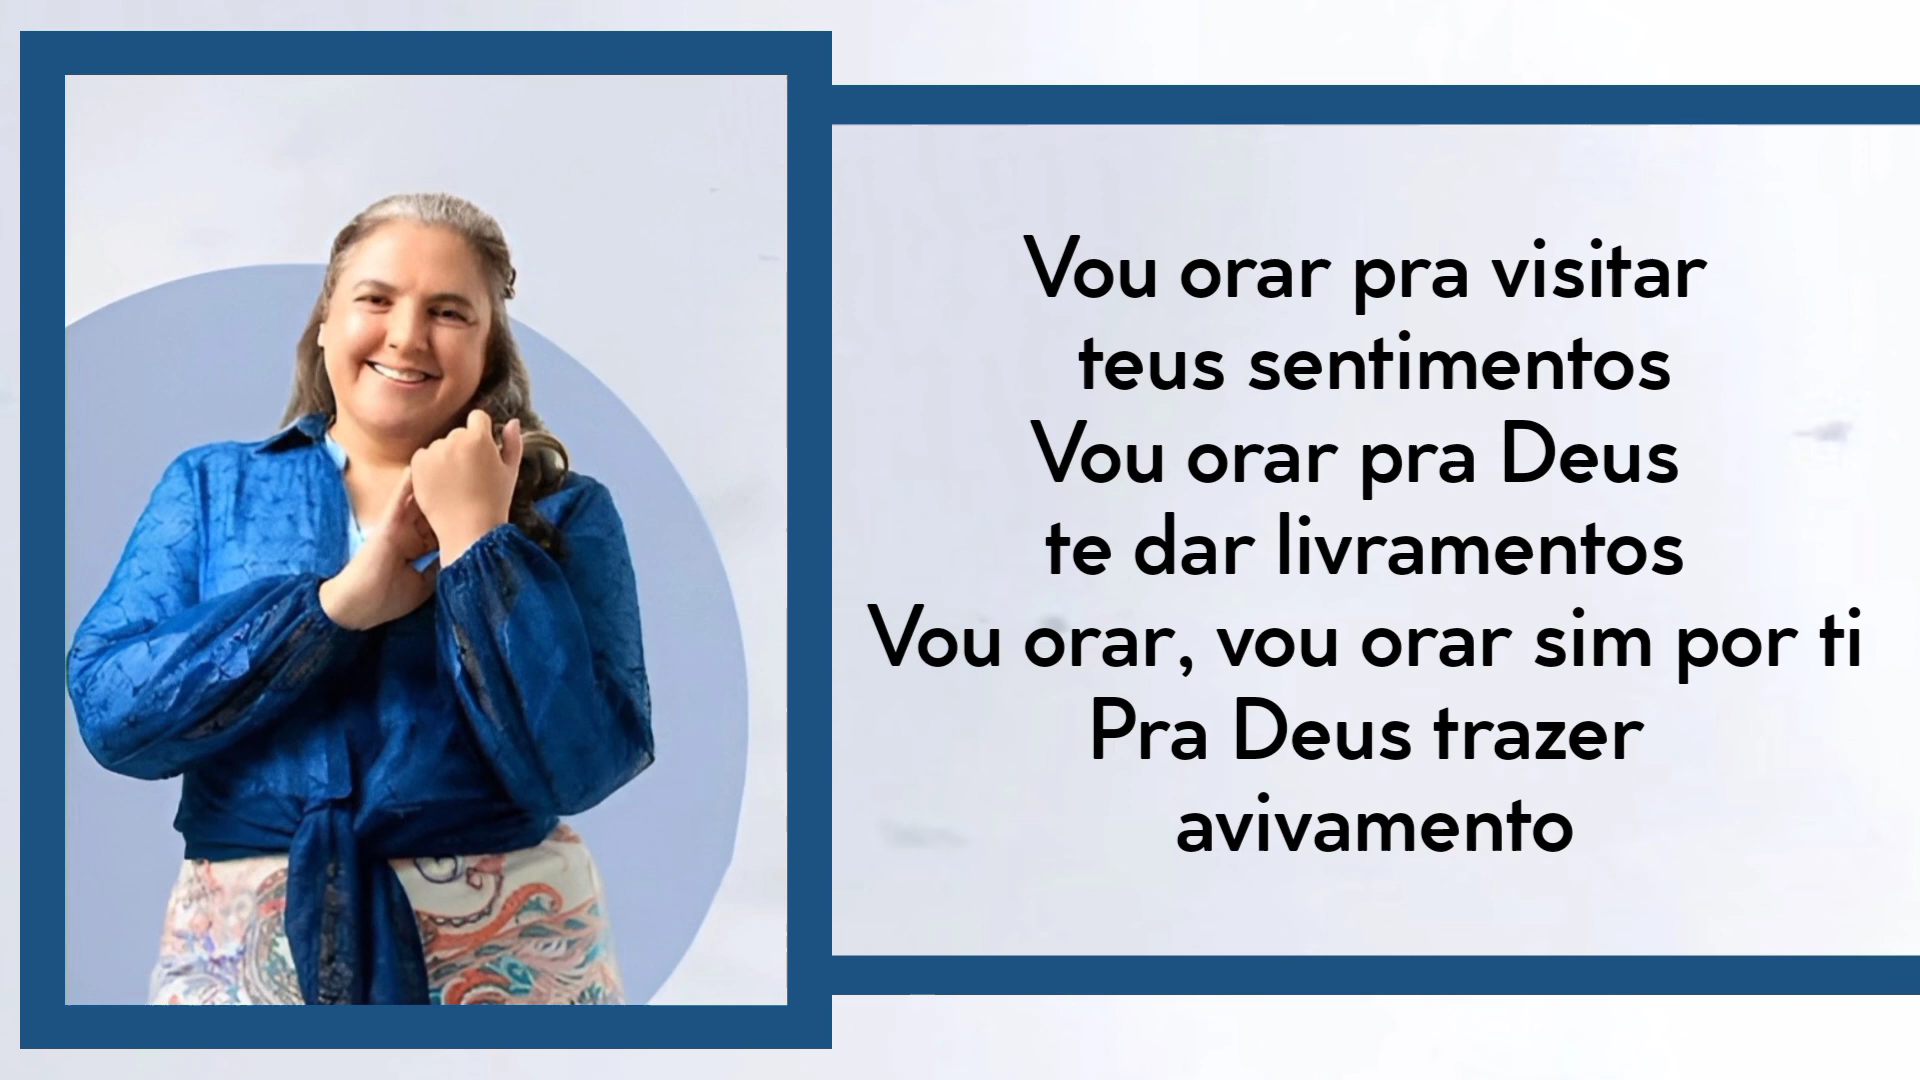 Vou orar pra visitar
teus sentimentos
Vou orar pra Deus
te dar livramentos
Vou orar, vou orar sim por ti
Pra Deus trazer
avivamento